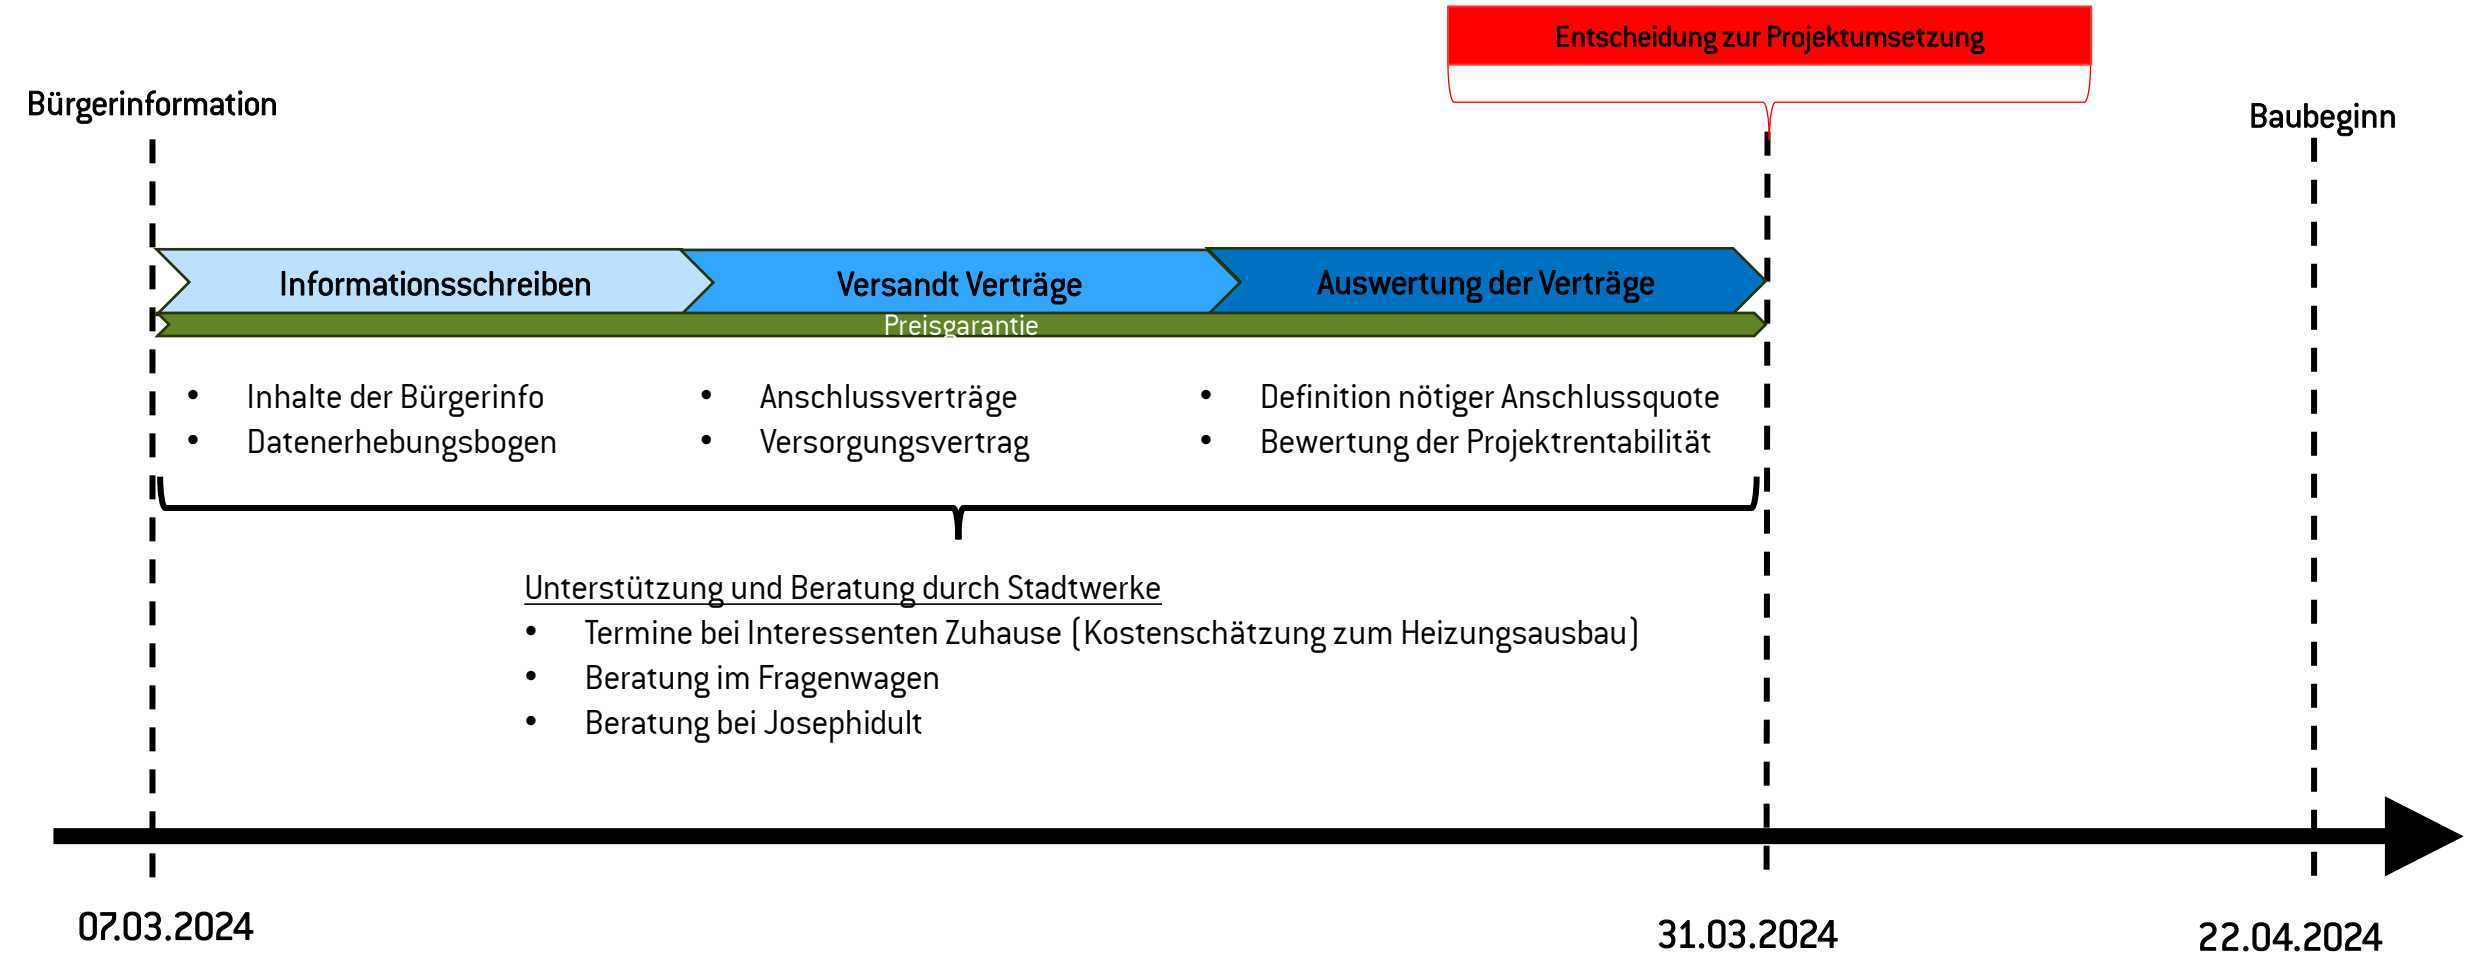 Entscheidung zur Projektumsetzung
Bürgerinformation
Baubeginn
Informationsschreiben
Versandt Verträge
Auswertung der Verträge
Preisgarantie
• Inhalte der Bürgerinfo
• Datenerhebungsbogen
• Anschlussverträge
• Versorgungsvertrag
• Definition nötiger Anschlussquote
• Bewertung der Projektrentabilität
Unterstützung und Beratung durch Stadtwerke
• Termine bei Interessenten Zuhause (Kostenschätzung zum Heizungsausbau)
• Beratung im Fragenwagen
• Beratung bei Josephidult
07.03.2024
31.03.2024
22.04.2024